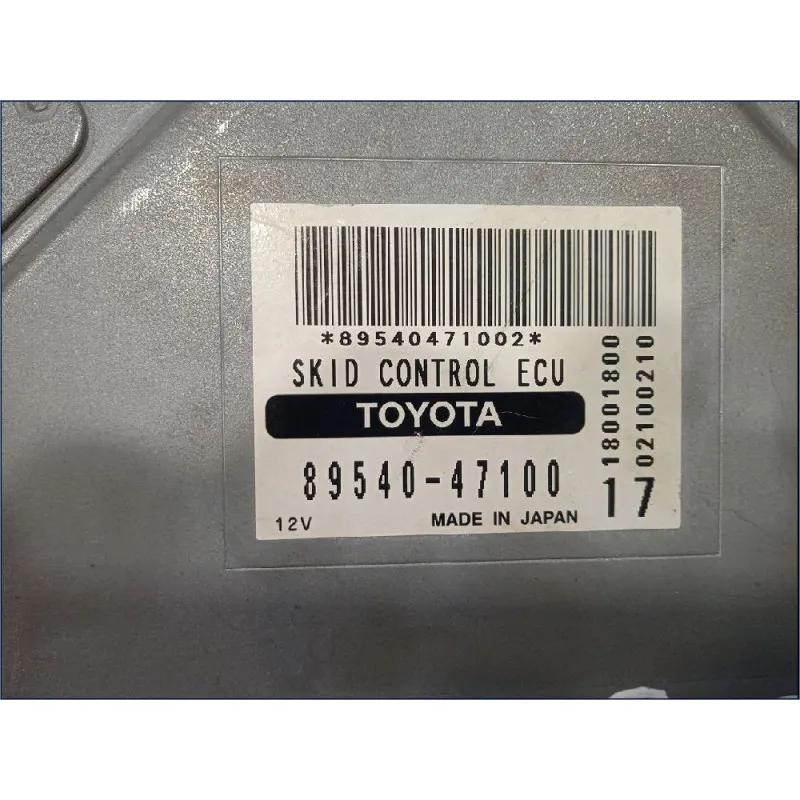 *89540471002*
SKID CONTROL ECU
TOYOTA
89540-47100
12V MADE IN JAPAN
17
18001800
02100210